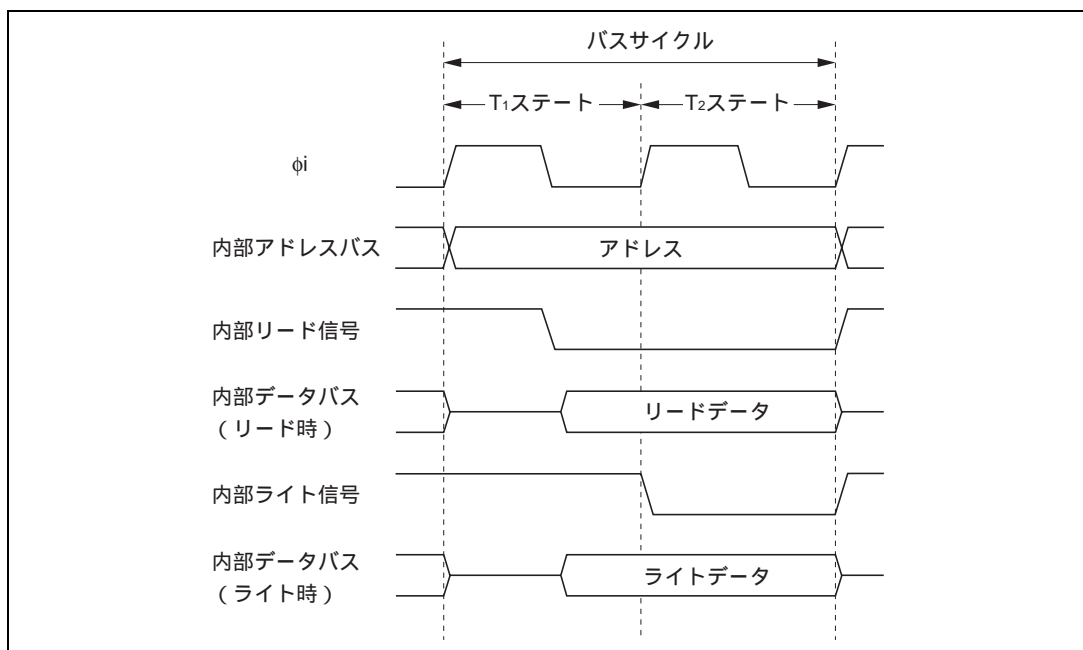 バスサイクル
T1ステート
T2ステート
φi
内部アドレスバス
アドレス
内部リード信号
内部データバス
（リード時）
リードデータ
内部ライト信号
内部データバス
（ライト時）
ライトデータ